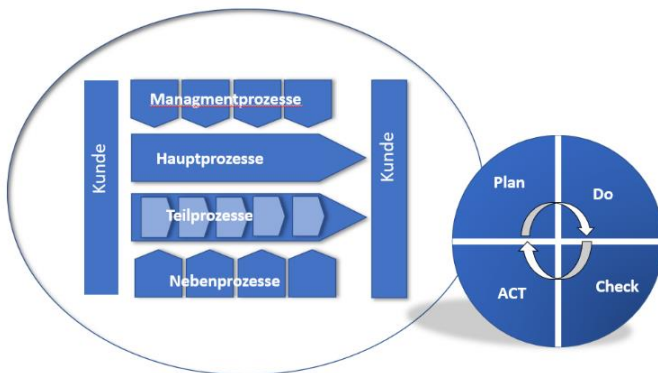 Kunde
Managmentprozesse
Hauptprozesse
Teilprozesse
Nebenprozesse
Kunde
Plan
Do
ACT
Check